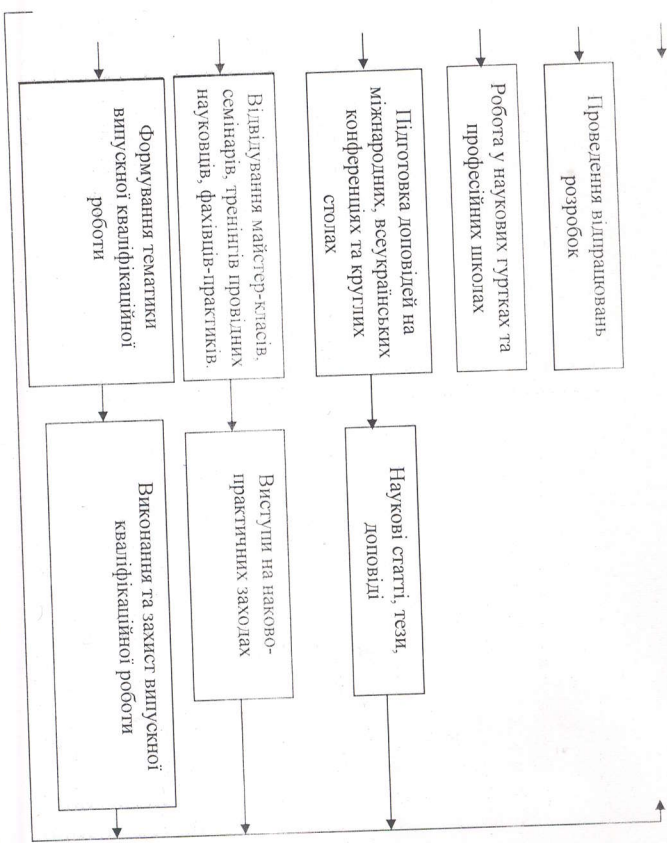 Проведення відпрацювань
розробок
Робота у наукових гуртках та
професійних школах
Підготовка доповідей на
міжнародних, всеукраїнських
конференціях та круглих
столах
Наукові статті, тези,
доповіді
Відвідування майстер-класів,
семінарів, тренінгів провідних
науковців, фахівців-практиків.
Виступи на наково-
практичних заходах
Формування тематики
випускної кваліфікаційної
роботи
Виконання та захист випускної
кваліфікаційної роботи